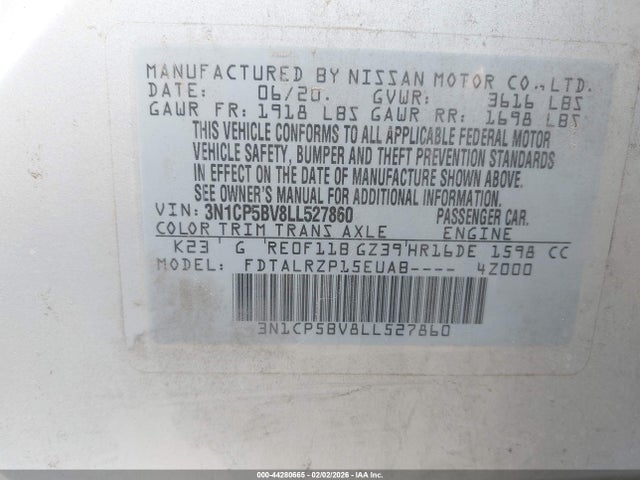 MANUFACTURED BY NISSAN MOTOR CO.,LTD.
DATE: 06/20. GVWR: 3616 LBS
GAWR FR: 1918 LBS GAWR RR: 1698 LBS
THIS VEHICLE CONFORMS TO ALL APPLICABLE FEDERAL MOTOR
VEHICLE SAFETY, BUMPER AND THEFT PREVENTION STANDARDS
IN EFFECT ON THE DATE OF MANUFACTURE SHOWN ABOVE.
SEE OWNER'S MANUAL FOR ADDITIONAL INFORMATION.
VIN: 3N1CP5BV8LL527860 PASSENGER CAR.
COLOR TRIM TRANS AXLE ENGINE
K23 G RE0F11B GZ39 HR16DE 1598 CC
MODEL: FDTALRZP15EUAB---- 4Z000
3N1CP5BV8LL527860
000-44280665 - 02/02/2026 - IAA Inc.